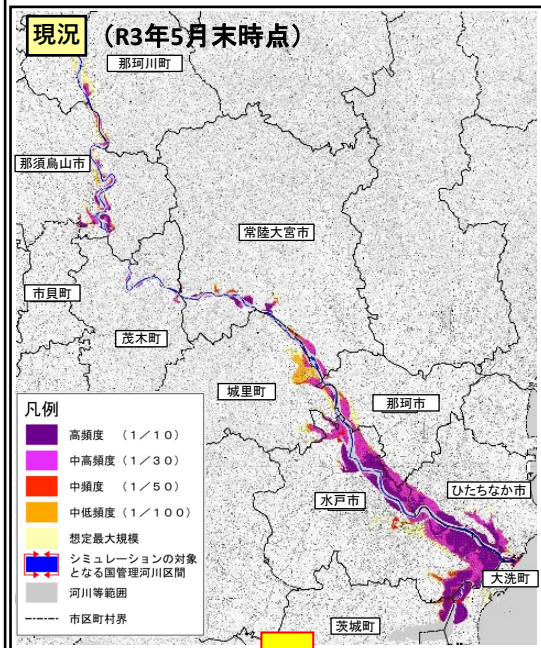 現況 (R3年5月末時点)
那珂川町
那須烏山市
常陸大宮市
市貝町
茂木町
城里町
那珂市
凡例
高頻度 (1/10)
中高頻度 (1/30)
中頻度 (1/50)
中低頻度 (1/100)
想定最大規模
シミュレーションの対象
となる国管理河川区間
河川等範囲
市区町村界
ひたちなか市
水戸市
大洗町
茨城町